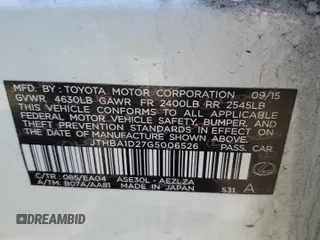 MFD. BY: TOYOTA MOTOR CORPORATION 09/15
GVWR 4630LB GAWR FR 2400LB RR 2545LB
THIS VEHICLE CONFORMS TO ALL APPLICABLE
FEDERAL MOTOR VEHICLE SAFETY, BUMPER, AND
THEFT PREVENTION STANDARDS IN EFFECT ON
THE DATE OF MANUFACTURE SHOWN ABOVE.
JTHBA1D27G5006526 PASS. CAR
C/TR: 085/EA04 ASE30L-AEZLZA
A/TM: B07A/AA81 MADE IN JAPAN 531 A
AUTOBIDMASTER